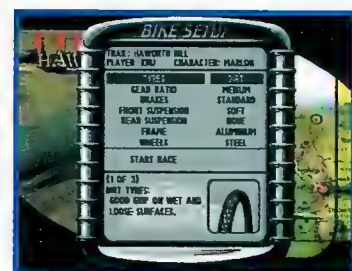 BIKE SETUP
HAW
TRAX: HAWORTH HILL
PLAYER: CHARACTER: MARLON
TYRES DIRT
GEAR RATIO MEDIUM
BRAKES STANDARD
FRONT SUSPENSION SOFT
REAR SUSPENSION NONE
FRAME ALUMINIUM
WHEELS STEEL
START RACE
(1 OF 3)
DIRT TYRES:
GOOD GRIP ON WET AND
LOOSE SURFACES.